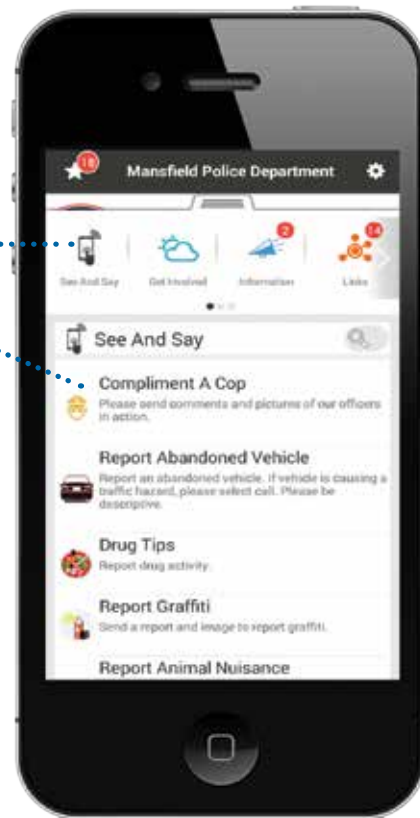 18
Mansfield Police Department
2
14
See And Say
Get Involved
Information
Links
See And Say
Compliment A Cop
Please send comments and pictures of our officers
in action.
Report Abandoned Vehicle
Report an abandoned vehicle. If vehicle is causing a
traffic hazard, please select call. Please be
descriptive.
Drug Tips
Report drug activity.
Report Graffiti
Send a report and image to report graffiti.
Report Animal Nuisance